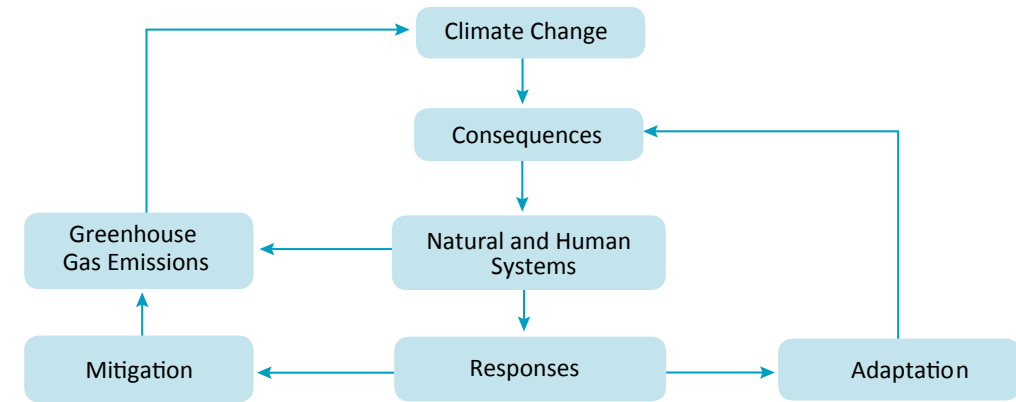 Climate Change
Consequences
Greenhouse
Gas Emissions
Natural and Human
Systems
Mitigation
Responses
Adaptation